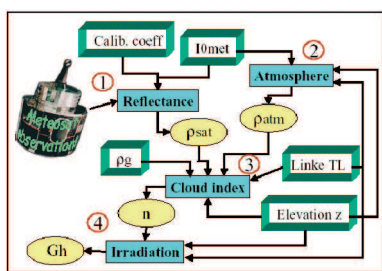 Calib. coeff
I0met
2
1
Atmosphere
Reflectance
Meteosat
Observations
ρsat
ρatm
ρg
3
Linke TL
Cloud index
4
n
Elevation z
Gh
Irradiation